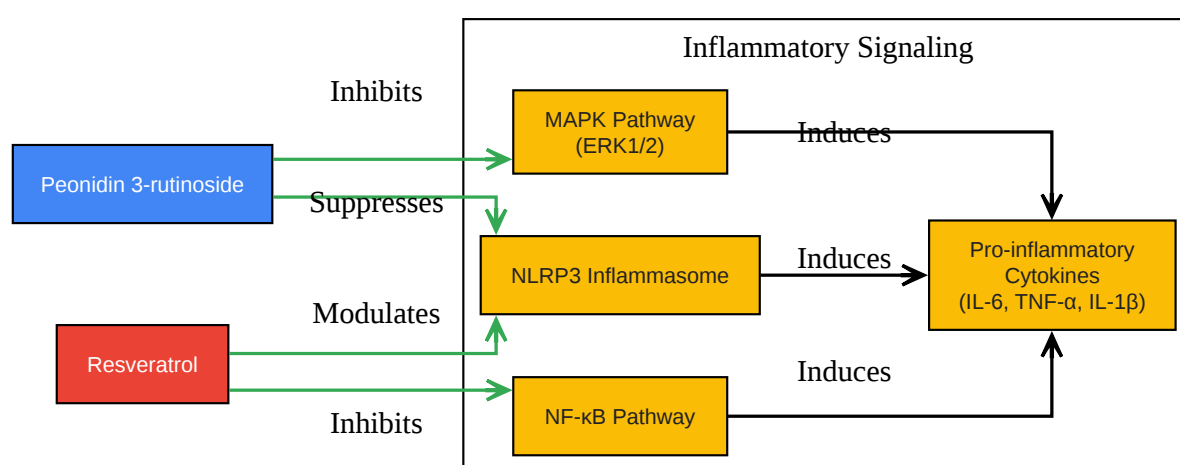 Inflammatory Signaling
Inhibits
MAPK Pathway
(ERK1/2)
Induces
Peonidin 3-rutinoside
Suppresses
NLRP3 Inflammasome
Induces
Pro-inflammatory
Cytokines
(IL-6, TNF-α, IL-1β)
Modulates
Resveratrol
Induces
Inhibits
NF-κB Pathway